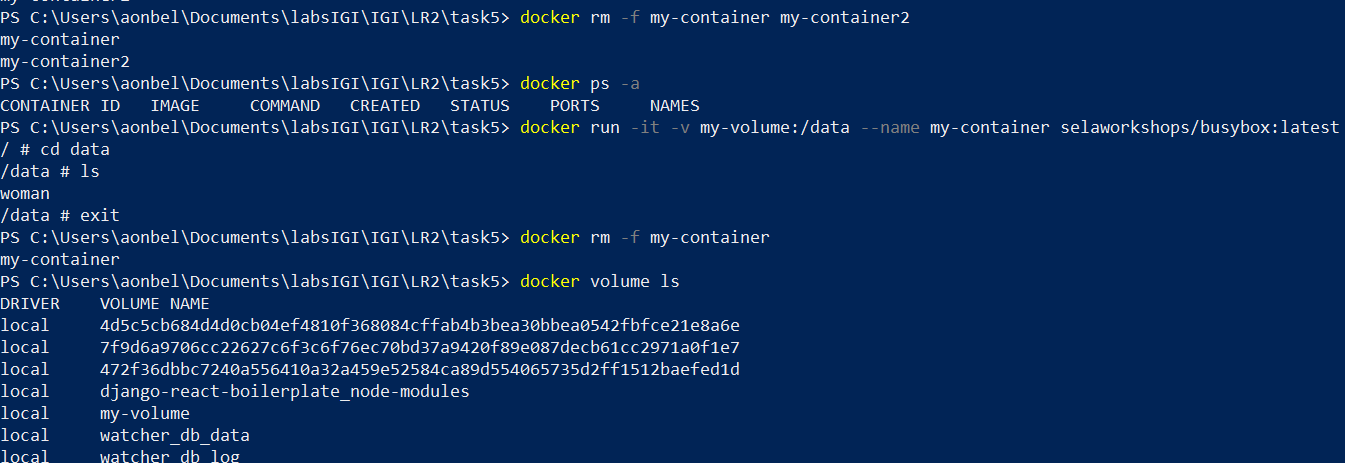 my-container2
PS C:\Users\aonbel\Documents\labsIGI\IGI\LR2\task5> docker rm -f my-container my-container2
my-container
my-container2
PS C:\Users\aonbel\Documents\labsIGI\IGI\LR2\task5> docker ps -a
CONTAINER ID   IMAGE     COMMAND   CREATED   STATUS    PORTS     NAMES
PS C:\Users\aonbel\Documents\labsIGI\IGI\LR2\task5> docker run -it -v my-volume:/data --name my-container selaworkshops/busybox:latest
/ # cd data
/data # ls
woman
/data # exit
PS C:\Users\aonbel\Documents\labsIGI\IGI\LR2\task5> docker rm -f my-container
my-container
PS C:\Users\aonbel\Documents\labsIGI\IGI\LR2\task5> docker volume ls
DRIVER    VOLUME NAME
local     4d5c5cb684d4d0cb04ef4810f368084cffab4b3bea30bbea0542fbfce21e8a6e
local     7f9d6a9706cc22627c6f3c6f76ec70bd37a9420f89e087decb61cc2971a0f1e7
local     472f36dbbc7240a556410a32a459e52584ca89d554065735d2ff1512baefed1d
local     django-react-boilerplate_node-modules
local     my-volume
local     watcher_db_data
local     watcher_db_log